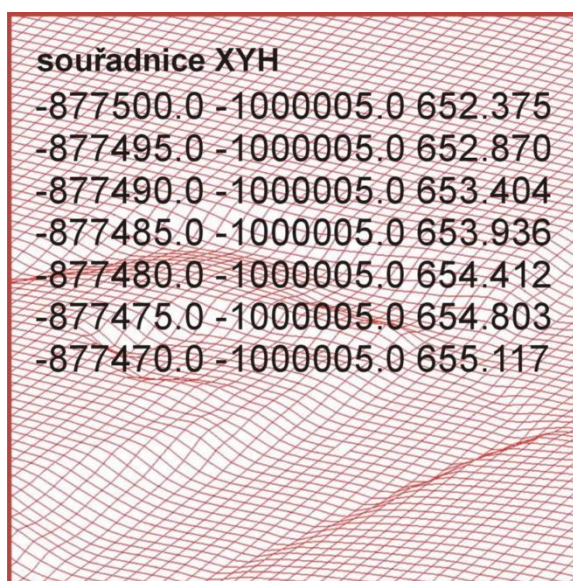 souřadnice XYH
-877500.0 -1000005.0 652.375
-877495.0 -1000005.0 652.870
-877490.0 -1000005.0 653.404
-877485.0 -1000005.0 653.936
-877480.0 -1000005.0 654.412
-877475.0 -1000005.0 654.803
-877470.0 -1000005.0 655.117